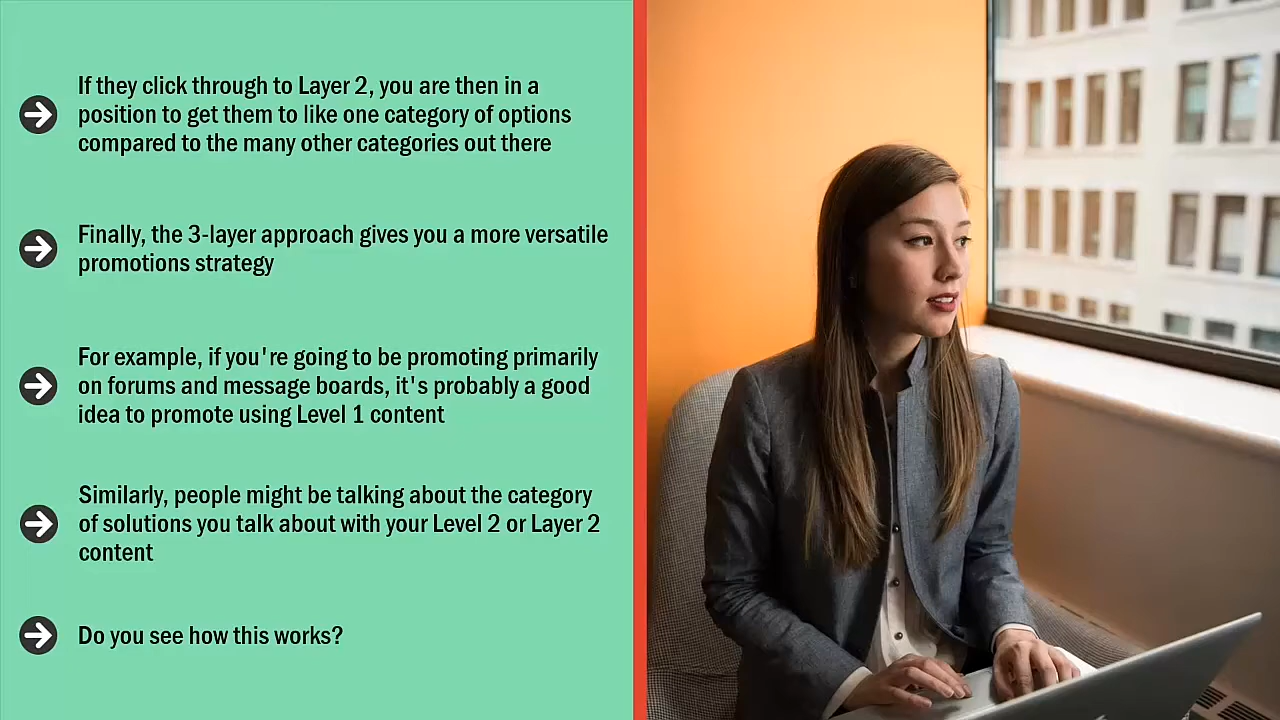 If they click through to Layer 2, you are then in a
position to get them to like one category of options
compared to the many other categories out there
Finally, the 3-layer approach gives you a more versatile
promotions strategy
For example, if you're going to be promoting primarily
on forums and message boards, it's probably a good
idea to promote using Level 1 content
Similarly, people might be talking about the category
of solutions you talk about with your Level 2 or Layer 2
content
Do you see how this works?